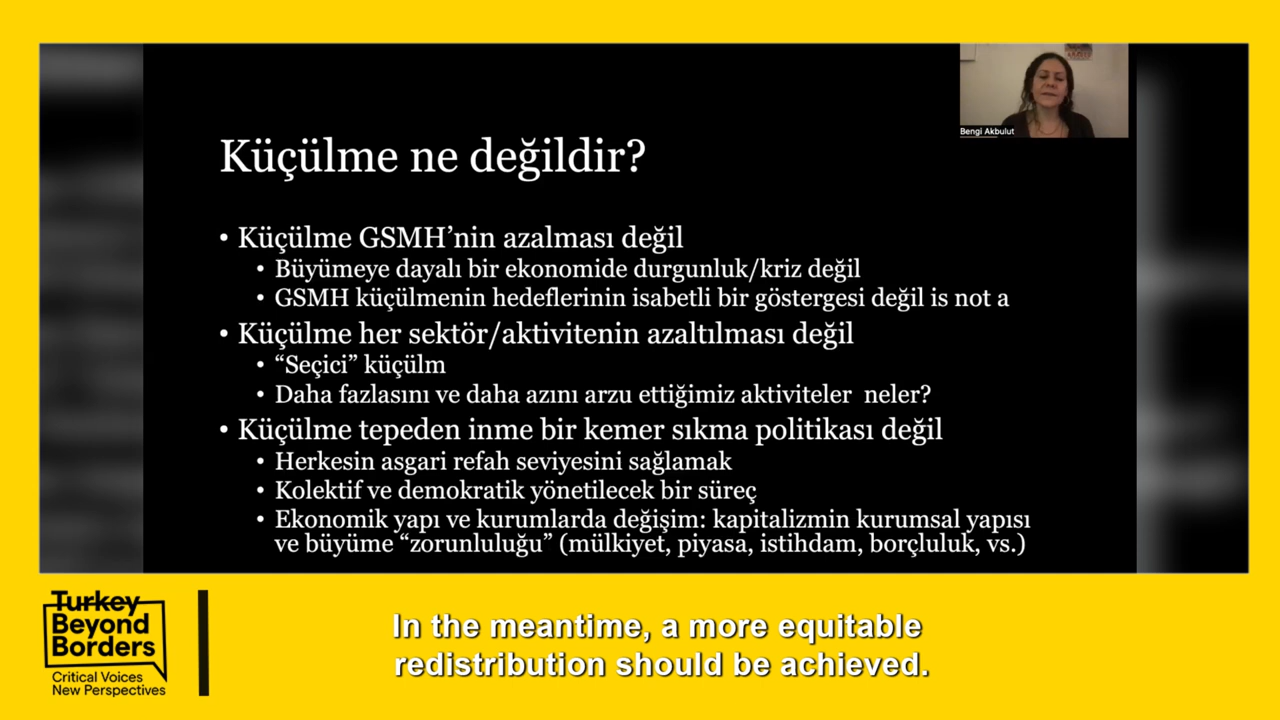 Bengi Akbulut
Küçülme ne değildir?
• Küçülme GSMH’nin azalması değil
• Büyümeye dayalı bir ekonomide durgunluk/kriz değil
• GSMH küçülmenin hedeflerinin isabetli bir göstergesi değil is not a
• Küçülme her sektör/aktivitenin azaltılması değil
• “Seçici” küçülm
• Daha fazlasını ve daha azını arzu ettiğimiz aktiviteler  neler?
• Küçülme tepeden inme bir kemer sıkma politikası değil
• Herkesin asgari refah seviyesini sağlamak
• Kolektif ve demokratik yönetilecek bir süreç
• Ekonomik yapı ve kurumlarda değişim: kapitalizmin kurumsal yapısı
ve büyüme “zorunluluğu” (mülkiyet, piyasa, istihdam, borçluluk, vs.)
Turkey
Beyond
Borders
Critical Voices
New Perspectives
In the meantime, a more equitable
redistribution should be achieved.